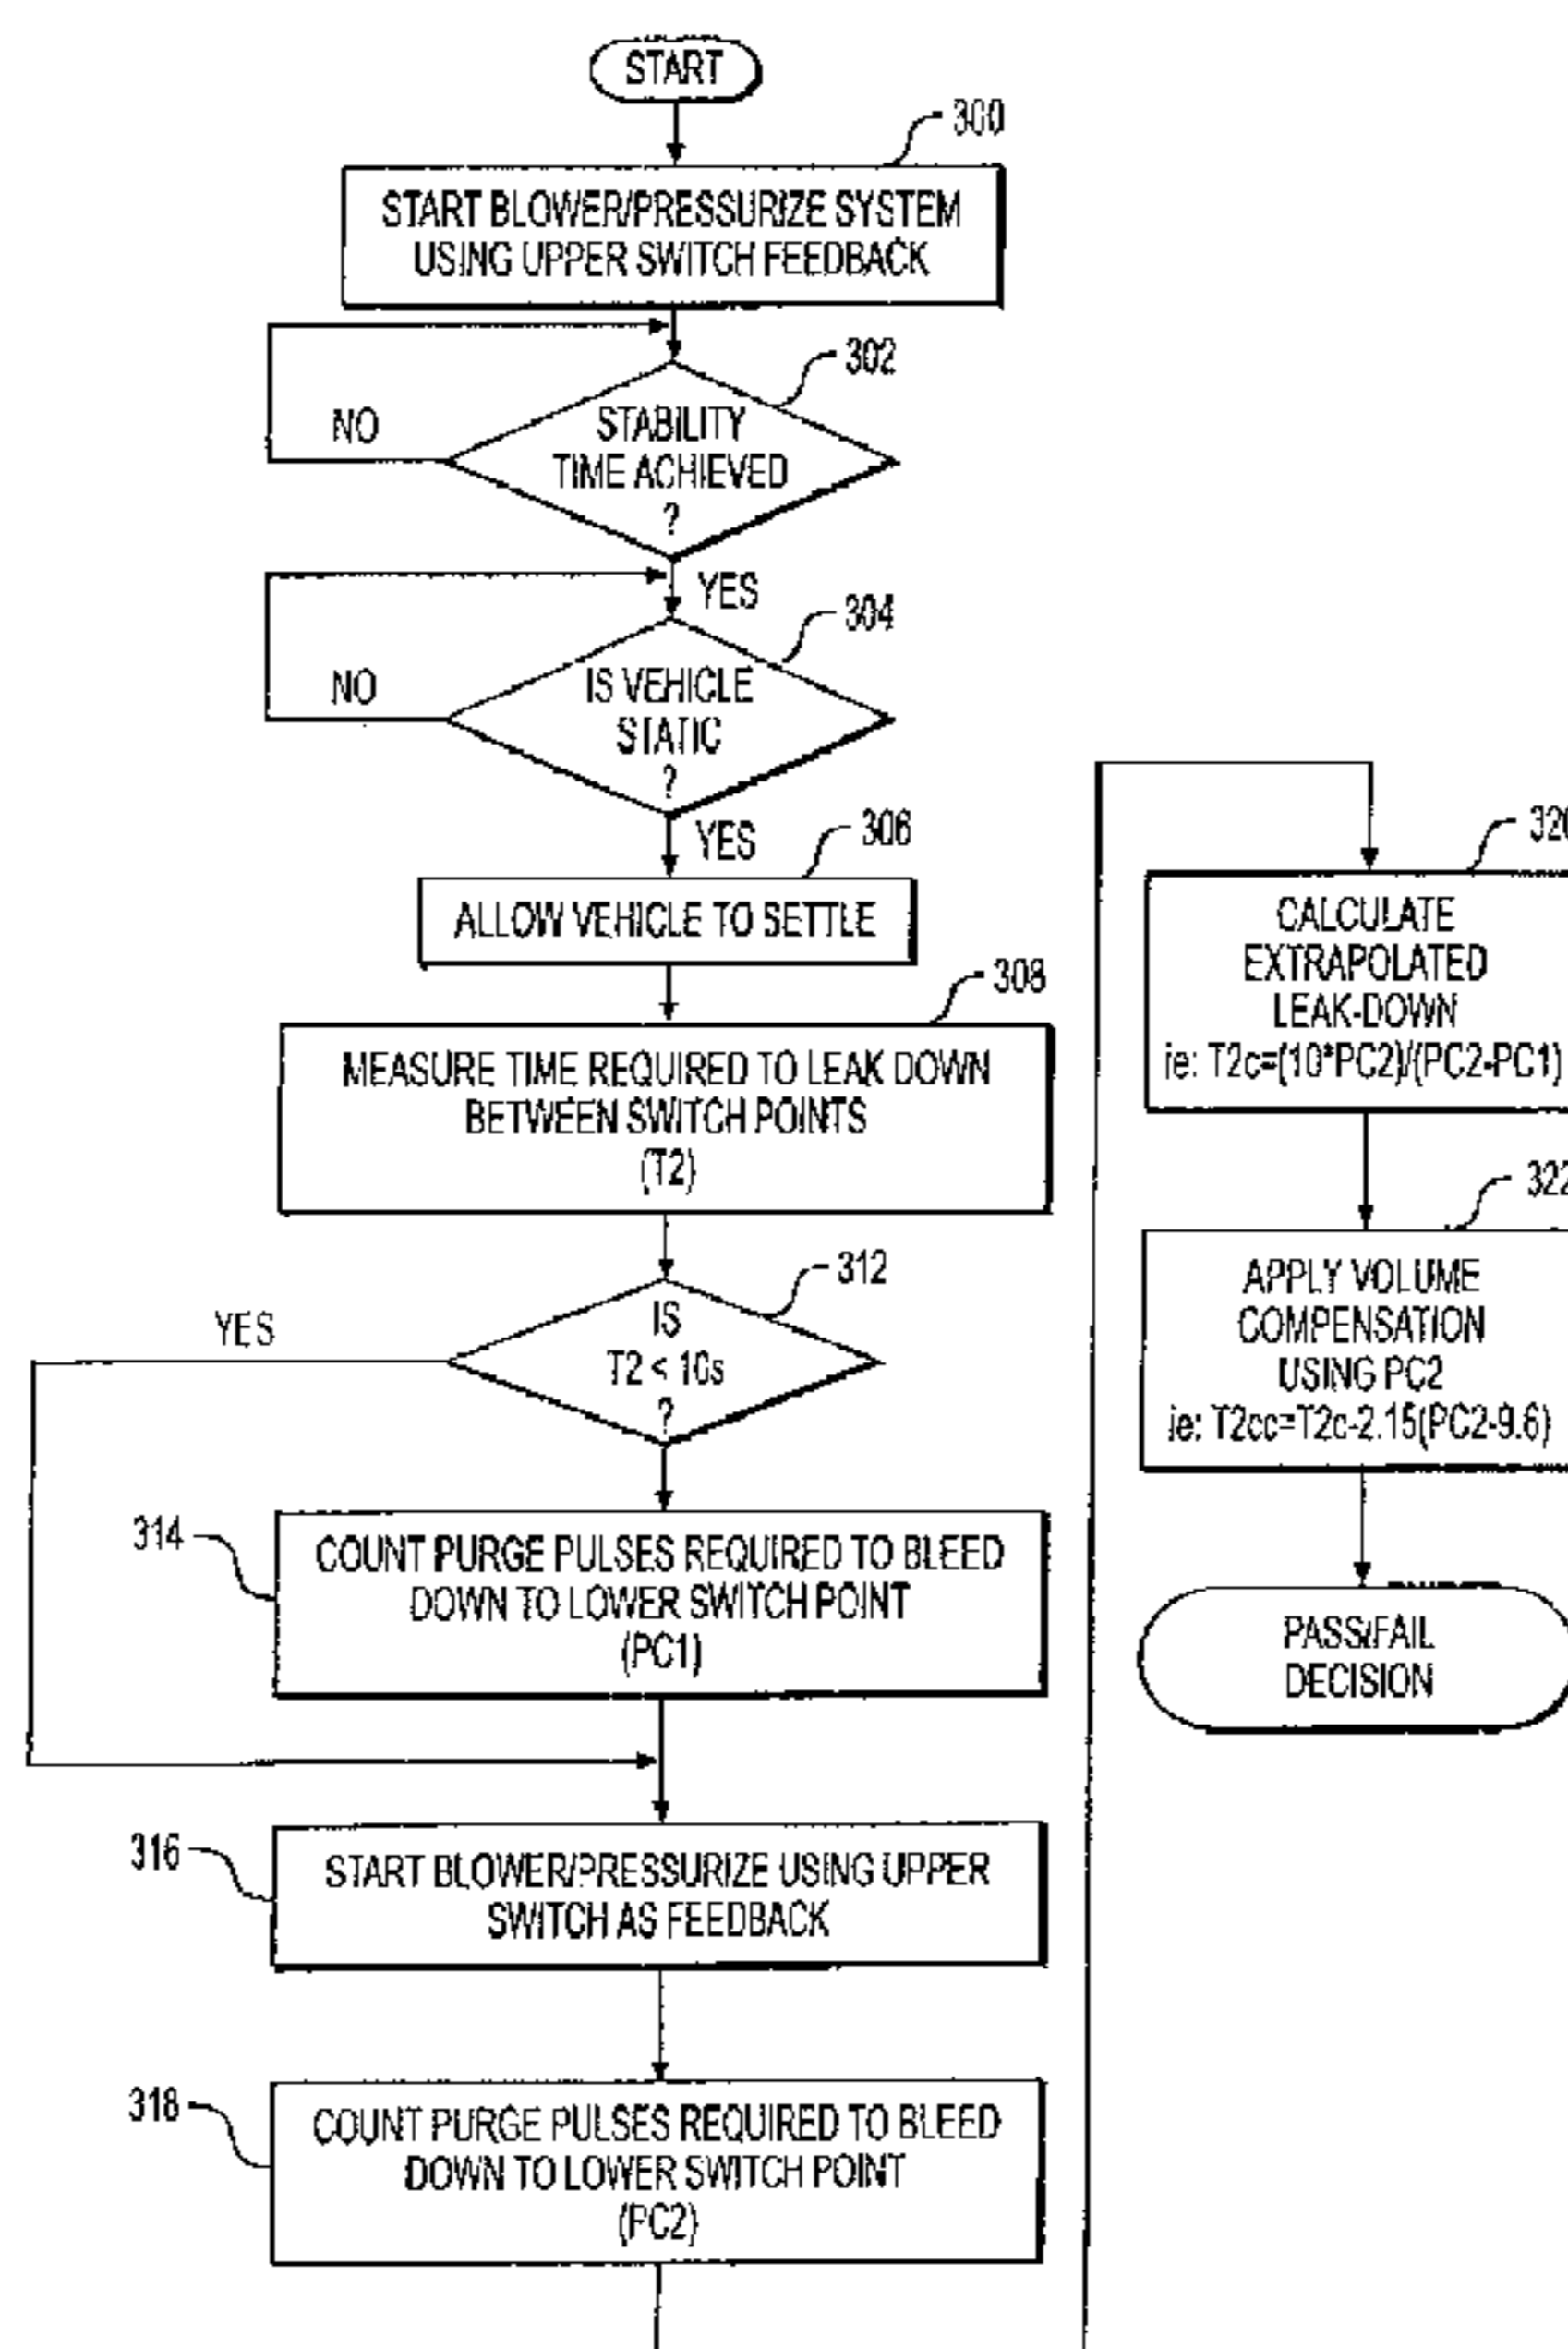 START
300
START BLOWER/PRESSURIZE SYSTEM
USING UPPER SWITCH FEEDBACK
302
NO
STABILITY
TIME ACHIEVED
?
YES
304
NO
IS VEHICLE
STATIC
?
YES
306
ALLOW VEHICLE TO SETTLE
308
MEASURE TIME REQUIRED TO LEAK DOWN
BETWEEN SWITCH POINTS
(T2)
312
YES
IS
T2 < 10s
?
314
COUNT PURGE PULSES REQUIRED TO BLEED
DOWN TO LOWER SWITCH POINT
(PC1)
316
START BLOWER/PRESSURIZE USING UPPER
SWITCH AS FEEDBACK
318
COUNT PURGE PULSES REQUIRED TO BLEED
DOWN TO LOWER SWITCH POINT
(PC2)
320
CALCULATE
EXTRAPOLATED
LEAK-DOWN
ie: T2c=(10*PC2)/(PC2-PC1)
322
APPLY VOLUME
COMPENSATION
USING PC2
ie: T2cc=T2c-2.15(PC2-9.6)
PASS/FAIL
DECISION